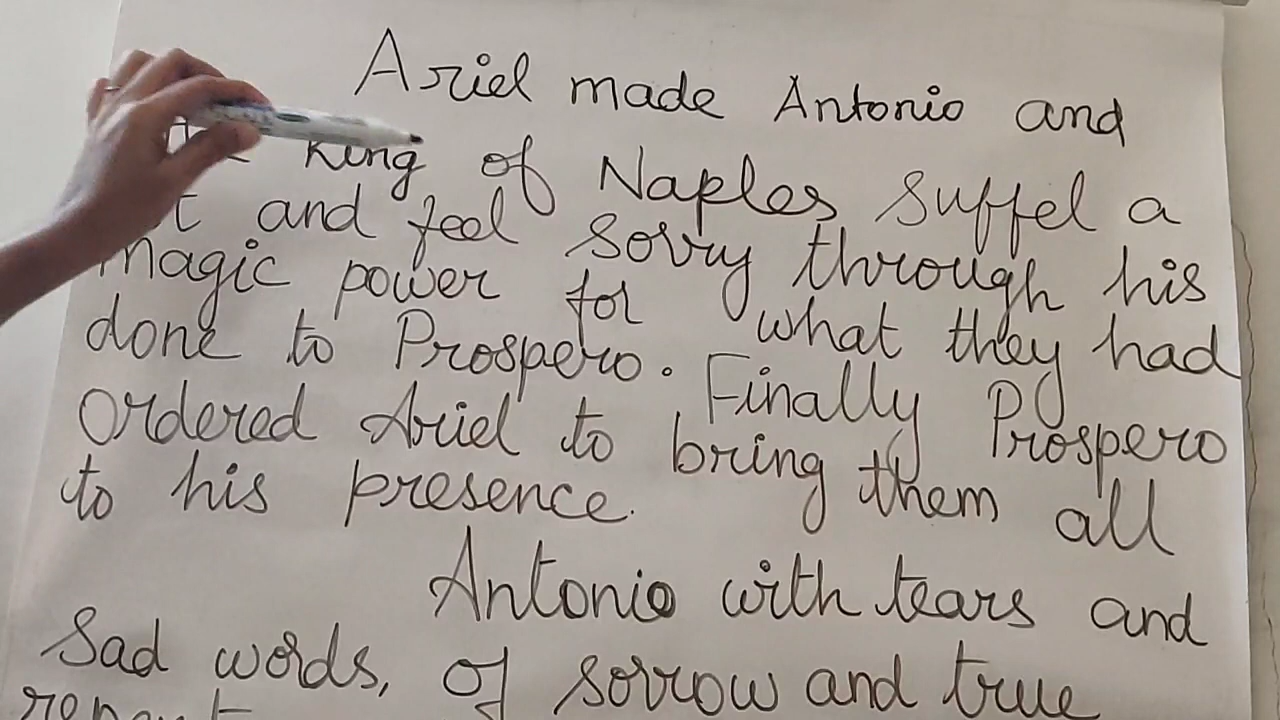 Ariel made Antonio and
King of Naples suffel a
and feel sorry through his
magic power for what they had
done to Prospero. Finally Prospero
Ordered Ariel to bring them all
to his presence.
Antonio with tears and
Sad words, of sorrow and true